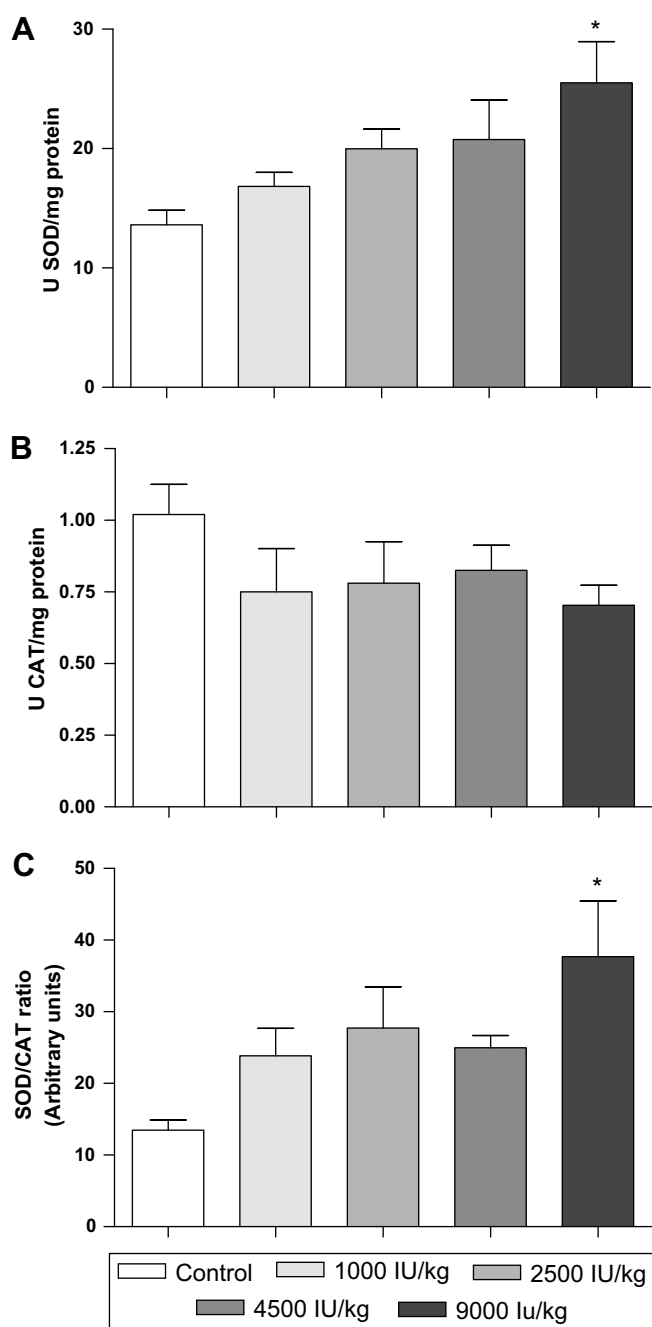 A
30
20
10
0
U SOD/mg protein
*
B
1.25
1.00
0.75
0.50
0.25
0.00
U CAT/mg protein
C
50
40
30
20
10
0
SOD/CAT ratio
(Arbitrary units)
*
Control 1000 IU/kg 2500 IU/kg
4500 IU/kg 9000 Iu/kg